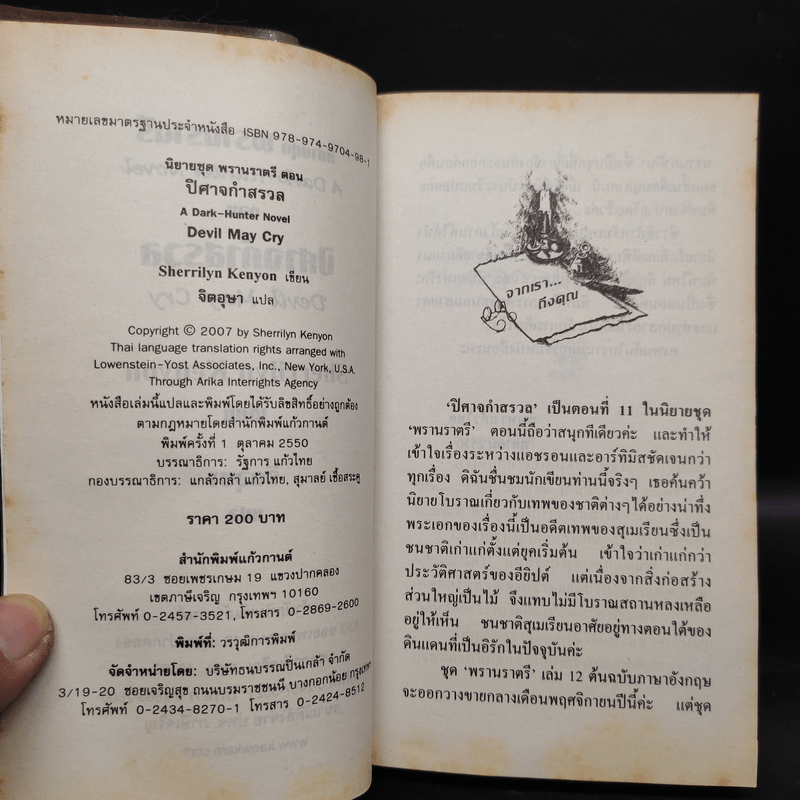 หมายเลขมาตรฐานประจำหนังสือ ISBN 978-974-9704-98-1
นิยายชุด พรานราตรี ตอน
ปิศาจกำสรวล
A Dark-Hunter Novel
Devil May Cry
Sherrilyn Kenyon เขียน
จิตอุษา แปล
Copyright © 2007 by Sherrilyn Kenyon
Thai language translation rights arranged with
Lowenstein-Yost Associates, Inc., New York, U.S.A.
Through Arika Interrights Agency
หนังสือเล่มนี้แปลและพิมพ์โดยได้รับลิขสิทธิ์อย่างถูกต้อง
ตามกฎหมายโดยสำนักพิมพ์แก้วกานต์
พิมพ์ครั้งที่ 1 ตุลาคม 2550
บรรณาธิการ: รัฐการ แก้วไทย
กองบรรณาธิการ: แกล้วกล้า แก้วไทย, สุมาลย์ เชื้อสระคู
ราคา 200 บาท
สำนักพิมพ์แก้วกานต์
83/3 ซอยเพชรเกษม 19 แขวงปากคลอง
เขตภาษีเจริญ กรุงเทพฯ 10160
โทรศัพท์ 0-2457-3521, โทรสาร 0-2869-2600
พิมพ์ที่: วรวุฒิการพิมพ์
จัดจำหน่ายโดย: บริษัทธนบรรณปิ่นเกล้า จำกัด
3/19-20 ซอยเจริญสุข ถนนบรมราชชนนี บางกอกน้อย กรุงเทพฯ
โทรศัพท์ 0-2434-8270-1 โทรสาร 0-2424-8512
จากเรา...
ถึงคุณ
'ปิศาจกำสรวล' เป็นตอนที่ 11 ในนิยายชุด
'พรานราตรี' ตอนนี้ถือว่าสนุกทีเดียวค่ะ และทำให้
เข้าใจเรื่องระหว่างแอชรอนและอาร์ทิมิสชัดเจนกว่า
ทุกเรื่อง ดิฉันชื่นชมนักเขียนท่านนี้จริงๆ เธอค้นคว้า
นิยายโบราณเกี่ยวกับเทพของชาติต่างๆ ได้อย่างน่าทึ่ง
พระเอกของเรื่องนี้เป็นอดีตเทพของสุเมเรียนซึ่งเป็น
ชนชาติเก่าแก่ตั้งแต่ยุคเริ่มต้น เข้าใจว่าเก่าแก่กว่า
ประวัติศาสตร์ของอียิปต์ แต่เนื่องจากสิ่งก่อสร้าง
ส่วนใหญ่เป็นไม้ จึงแทบไม่มีโบราณสถานหลงเหลือ
อยู่ให้เห็น ชนชาติสุเมเรียนอาศัยอยู่ทางตอนใต้ของ
ดินแดนที่เป็นอิรักในปัจจุบันค่ะ
ชุด 'พรานราตรี' เล่ม 12 ต้นฉบับภาษาอังกฤษ
จะออกวางขายกลางเดือนพฤศจิกายนปีนี้ค่ะ แต่ชุด